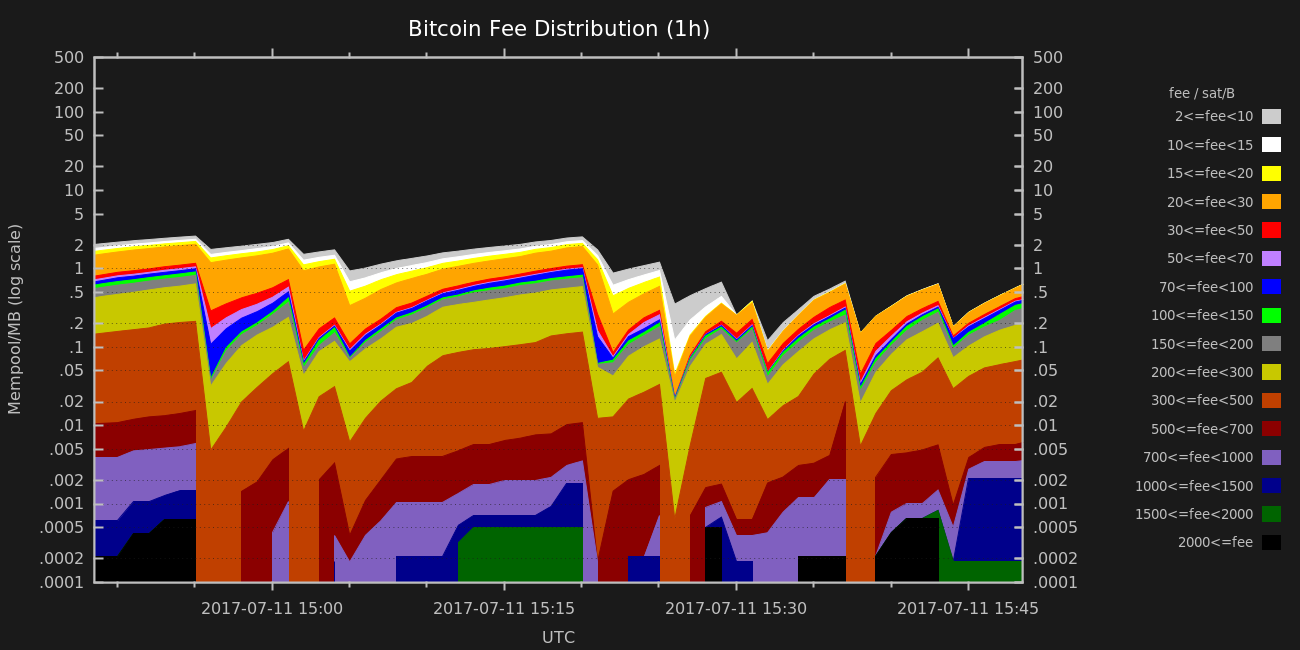 Bitcoin Fee Distribution (1h)
500 500
200 200
100 100
50 50
20 20
10 10
5 5
2 2
1 1
.5 .5
.2 .2
.1 .1
.05 .05
.02 .02
.01 .01
.005 .005
.002 .002
.001 .001
.0005 .0005
.0002 .0002
.0001 .0001
Mempool/MB (log scale)
2017-07-11 15:00 2017-07-11 15:15 2017-07-11 15:30 2017-07-11 15:45
UTC
fee / sat/B
2<=fee<10
10<=fee<15
15<=fee<20
20<=fee<30
30<=fee<50
50<=fee<70
70<=fee<100
100<=fee<150
150<=fee<200
200<=fee<300
300<=fee<500
500<=fee<700
700<=fee<1000
1000<=fee<1500
1500<=fee<2000
2000<=fee